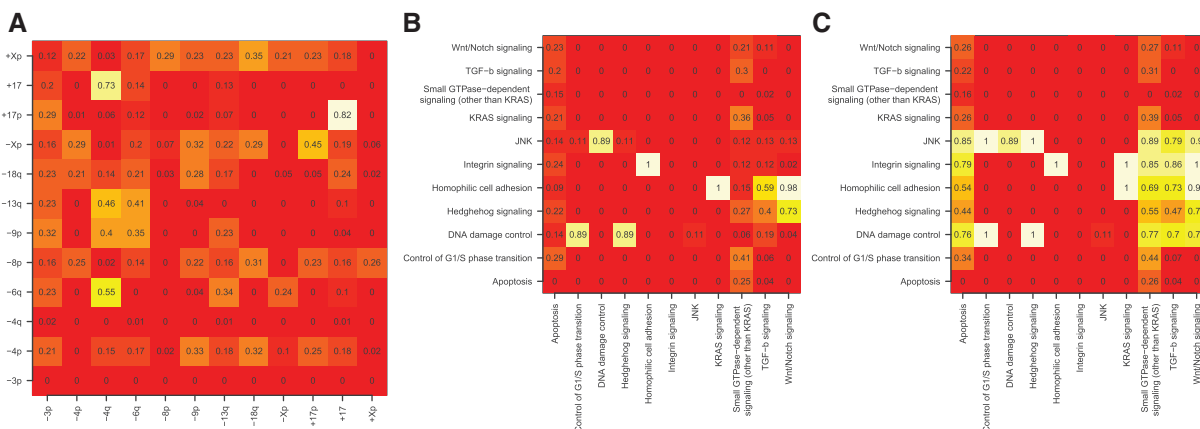 A
+Xp 0.12 0.22 0.03 0.17 0.29 0.23 0.23 0.35 0.21 0.23 0.18 0
+17 0.2 0 0.73 0.14 0 0 0.13 0 0 0 0 0
+17p 0.29 0.01 0.06 0.12 0 0.02 0.07 0 0 0 0.82 0
−Xp 0.16 0.29 0.01 0.2 0.07 0.32 0.22 0.29 0 0.45 0.19 0.06
−18q 0.23 0.21 0.14 0.21 0.03 0.28 0.17 0 0.05 0.05 0.24 0.02
−13q 0.23 0 0.46 0.41 0 0 0 0 0 0 0.1 0
−9p 0.32 0 0.4 0.35 0 0 0.23 0 0 0 0.04 0
−8p 0.16 0.25 0.02 0.14 0 0.22 0.16 0.31 0 0.23 0.16 0.26
−6q 0.23 0 0.55 0 0 0.04 0.34 0 0.24 0 0.1 0
−4q 0.02 0 0 0 0 0 0.01 0 0 0 0.01 0
−4p 0.21 0 0.15 0.17 0.02 0.33 0.16 0.32 0.1 0.25 0.18 0.02
−3p 0 0 0 0 0 0 0 0 0 0 0 0
−3p −4p −4q −6q −8p −9p −13q −18q −Xp +17p +17 +Xp
B
Wnt/Notch signaling 0.23 0 0 0 0 0 0 0 0.21 0.11 0
TGF-b signaling 0.2 0 0 0 0 0 0 0 0.3 0 0
Small GTPase-dependent
signaling (other than KRAS) 0.15 0 0 0 0 0 0 0 0 0.02 0
KRAS signaling 0.21 0 0 0 0 0 0 0 0.36 0.05 0
JNK 0.14 0.11 0.89 0.11 0 0 0 0 0.12 0.13 0.13
Integrin signaling 0.24 0 0 0 1 0 0 0 0.12 0.12 0.02
Homophilic cell adhesion 0.09 0 0 0 0 0 0 1 0.15 0.59 0.98
Hedghehog signaling 0.22 0 0 0 0 0 0 0 0.27 0.4 0.73
DNA damage control 0.14 0.89 0 0.89 0 0 0.11 0 0.06 0.19 0.04
Control of G1/S phase transition 0.29 0 0 0 0 0 0 0 0.41 0.06 0
Apoptosis 0 0 0 0 0 0 0 0 0.25 0.04 0
Apoptosis
Control of G1/S phase transition
DNA damage control
Hedghehog signaling
Homophilic cell adhesion
Integrin signaling
JNK
KRAS signaling
Small GTPase-dependent
signaling (other than KRAS)
TGF-b signaling
Wnt/Notch signaling
C
Wnt/Notch signaling 0.26 0 0 0 0 0 0 0 0.27 0.11 0
TGF-b signaling 0.22 0 0 0 0 0 0 0 0.31 0 0
Small GTPase-dependent
signaling (other than KRAS) 0.16 0 0 0 0 0 0 0 0 0.02 0
KRAS signaling 0.26 0 0 0 0 0 0 0 0.39 0.05 0
JNK 0.85 1 0.89 1 0 0 0 0 0.89 0.79 0.9
Integrin signaling 0.79 0 0 0 1 0 0 1 0.85 0.86 1
Homophilic cell adhesion 0.54 0 0 0 0 0 0 1 0.69 0.73 0.9
Hedghehog signaling 0.44 0 0 0 0 0 0 0 0.55 0.47 0.7
DNA damage control 0.76 1 0 1 0 0 0.11 0 0.77 0.7 0.7
Control of G1/S phase transition 0.34 0 0 0 0 0 0 0 0.44 0.07 0
Apoptosis 0 0 0 0 0 0 0 0 0.26 0.04 0
Apoptosis
Control of G1/S phase transition
DNA damage control
Hedghehog signaling
Homophilic cell adhesion
Integrin signaling
JNK
KRAS signaling
Small GTPase-dependent
signaling (other than KRAS)
TGF-b signaling
Wnt/Notch signaling